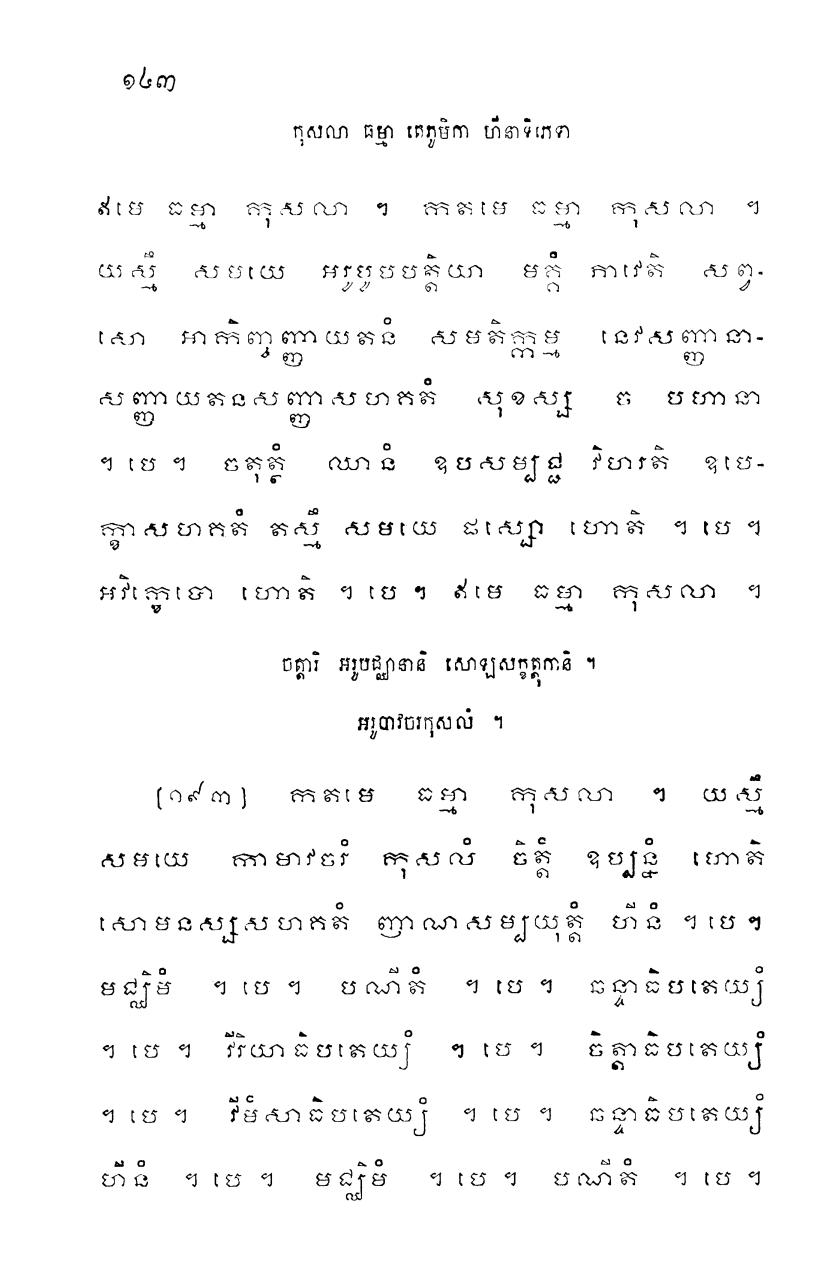 ១៤៣
កុសលា ធម្មា តេភូមិកា ហីនាទិភេទា
ឥមេ ធម្មា កុសលា ។ កតមេ ធម្មា កុសលា ។
យស្មឹ សមយេ អរូបូបបត្តិយា មគ្គំ ភាវេតិ សព្វ-
សោ អាកិញ្ចញ្ញាយតនំ សមតិក្កម្ម នេវសញ្ញានា-
សញ្ញាយតនសញ្ញាសហគតំ សុខស្ស ច បហានា
។ បេ ។ ចតុត្ថំ ឈានំ ឧបសម្បជ្ជ វិហរតិ ឧបេ-
ក្ខាសហគតំ តស្មឹ សមយេ ផស្សោ ហោតិ ។ បេ ។
អវិក្ខេបោ ហោតិ ។ បេ ។ ឥមេ ធម្មា កុសលា ។
ចត្តារិ អរូបជ្ឈានានិ សោឡសក្ខត្តុកានិ ។
អរូបាវចរកុសលំ ។
[១៩៣] កតមេ ធម្មា កុសលា ។ យស្មឹ
សមយេ កាមាវចរំ កុសលំ ចិត្តំ ឧប្បន្នំ ហោតិ
សោមនស្សសហគតំ ញាណសម្បយុត្តំ ហីនំ ។ បេ ។
មជ្ឈិមំ ។ បេ ។ បណីតំ ។ បេ ។ ឆន្ទាធិបតេយ្យំ
។ បេ ។ វីរិយាធិបតេយ្យំ ។ បេ ។ ចិត្តាធិបតេយ្យំ
។ បេ ។ វីមំសាធិបតេយ្យំ ។ បេ ។ ឆន្ទាធិបតេយ្យំ
ហីនំ ។ បេ ។ មជ្ឈិមំ ។ បេ ។ បណីតំ ។ បេ ។